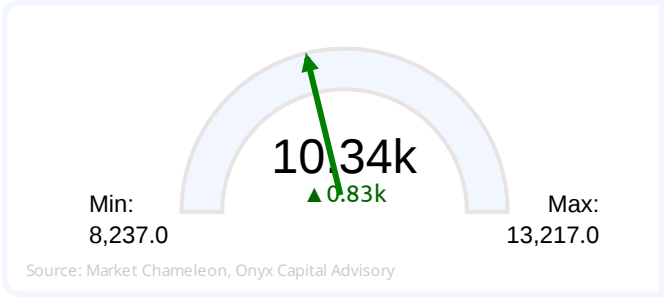 10.34k
▲0.83k
Min:
8,237.0
Max:
13,217.0
Source: Market Chameleon, Onyx Capital Advisory